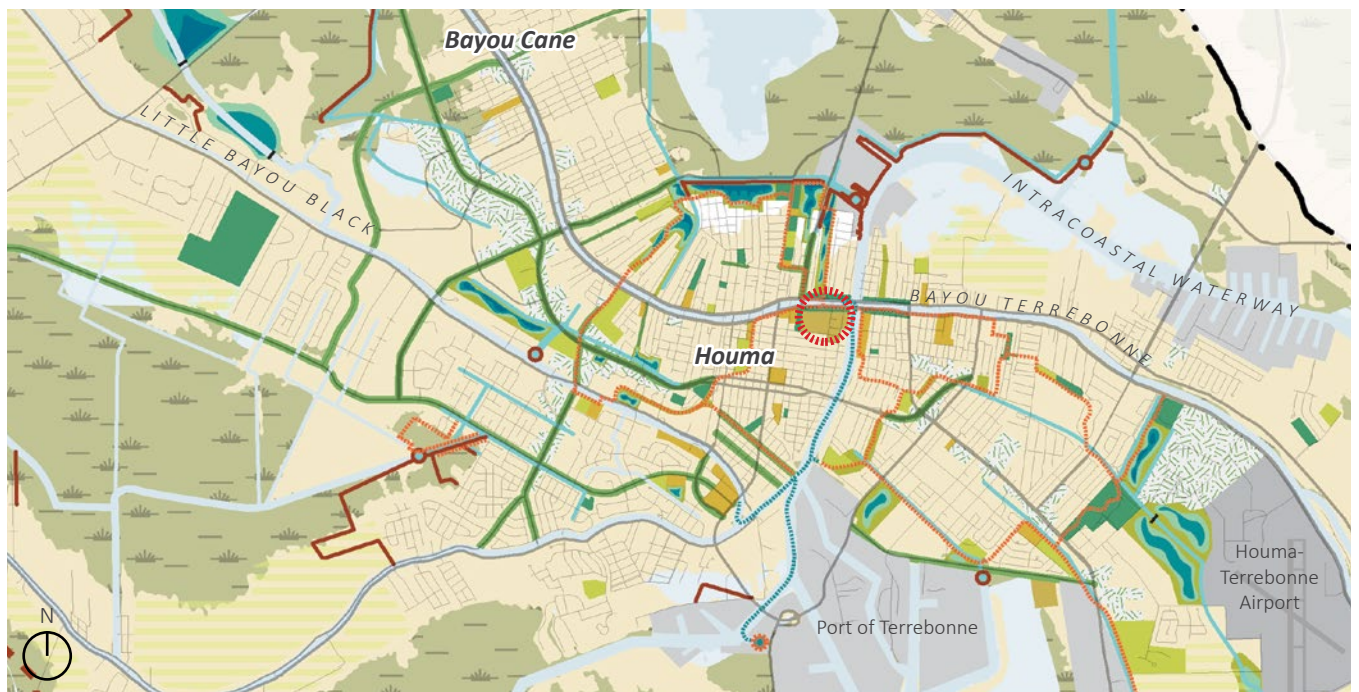 Bayou Cane
LITTLE BAYOU BLACK
INTRACOASTAL WATERWAY
BAYOU TERREBONNE
Houma
Houma-
Terrebonne
Airport
Port of Terrebonne
N